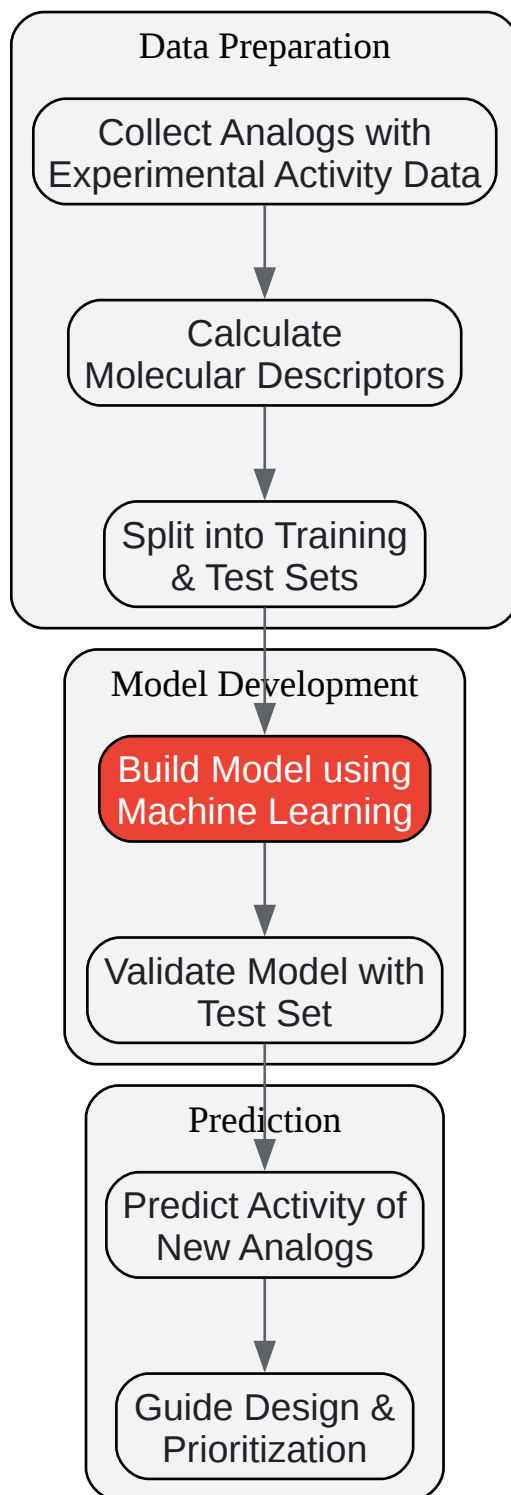 Data Preparation
Collect Analogs with
Experimental Activity Data
Calculate
Molecular Descriptors
Split into Training
& Test Sets
Model Development
Build Model using
Machine Learning
Validate Model with
Test Set
Prediction
Predict Activity of
New Analogs
Guide Design &
Prioritization